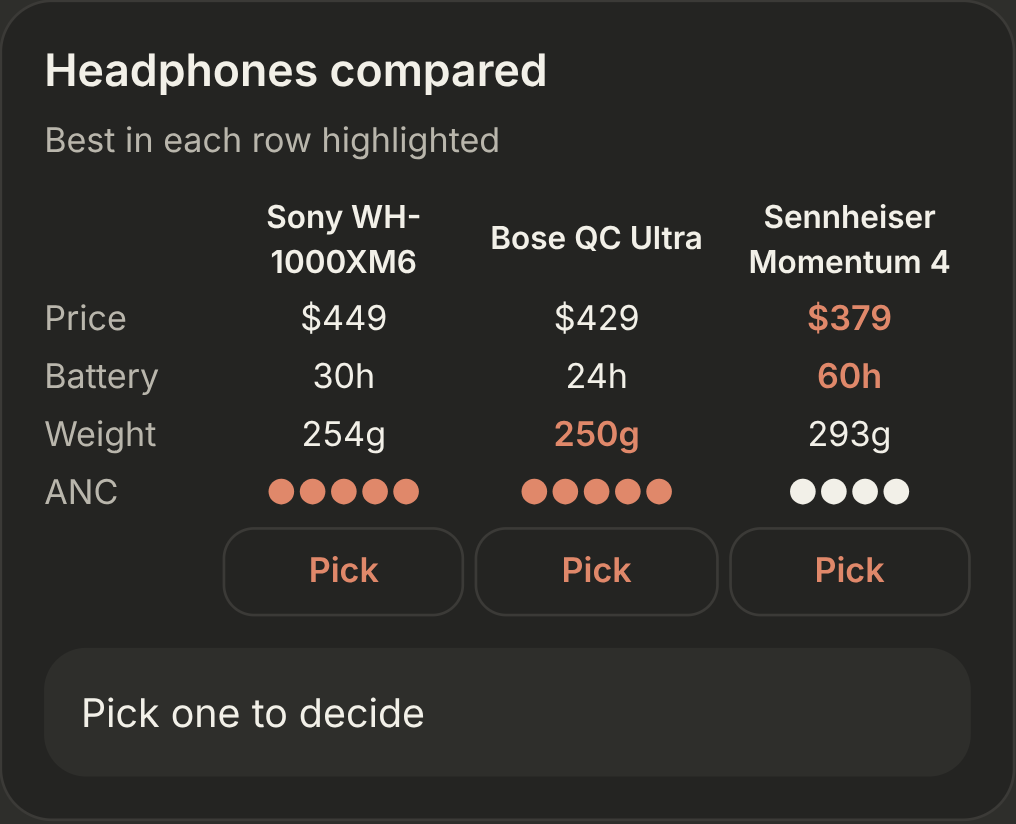 Headphones compared
Best in each row highlighted
Sony WH-
1000XM6
Bose QC Ultra
Sennheiser
Momentum 4
Price $449 $429 $379
Battery 30h 24h 60h
Weight 254g 250g 293g
ANC ●●●●● ●●●●● ●●●●
Pick Pick Pick
Pick one to decide